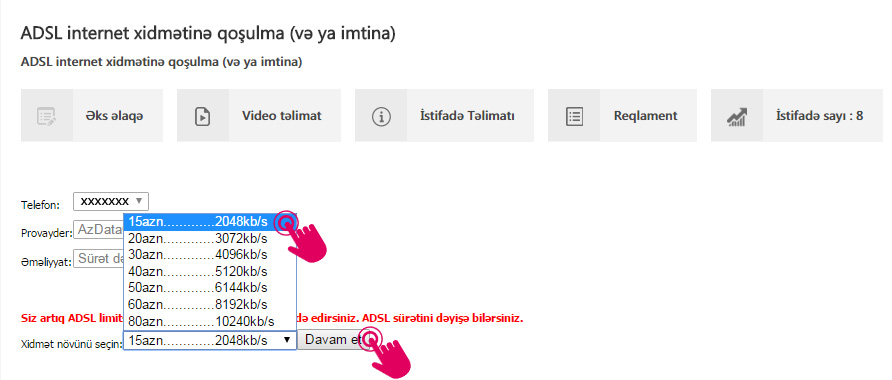 ADSL internet xidmətinə qoşulma (və ya imtina)
ADSL internet xidmətinə qoşulma (və ya imtina)
Əks əlaqə Video təlimat İstifadə Təlimatı Reqlament İstifadə sayı : 8
Telefon: xxxxxxx
15azn.............2048kb/s
Provayder: AzData
20azn.............3072kb/s
30azn.............4096kb/s
Əməliyyat: Sürət də
40azn.............5120kb/s
50azn.............6144kb/s
60azn.............8192kb/s
80azn.............10240kb/s
Siz artıq ADSL limit də edirsiniz. ADSL sürətini dəyişə bilərsiniz.
Xidmət növünü seçin: 15azn.............2048kb/s Davam et